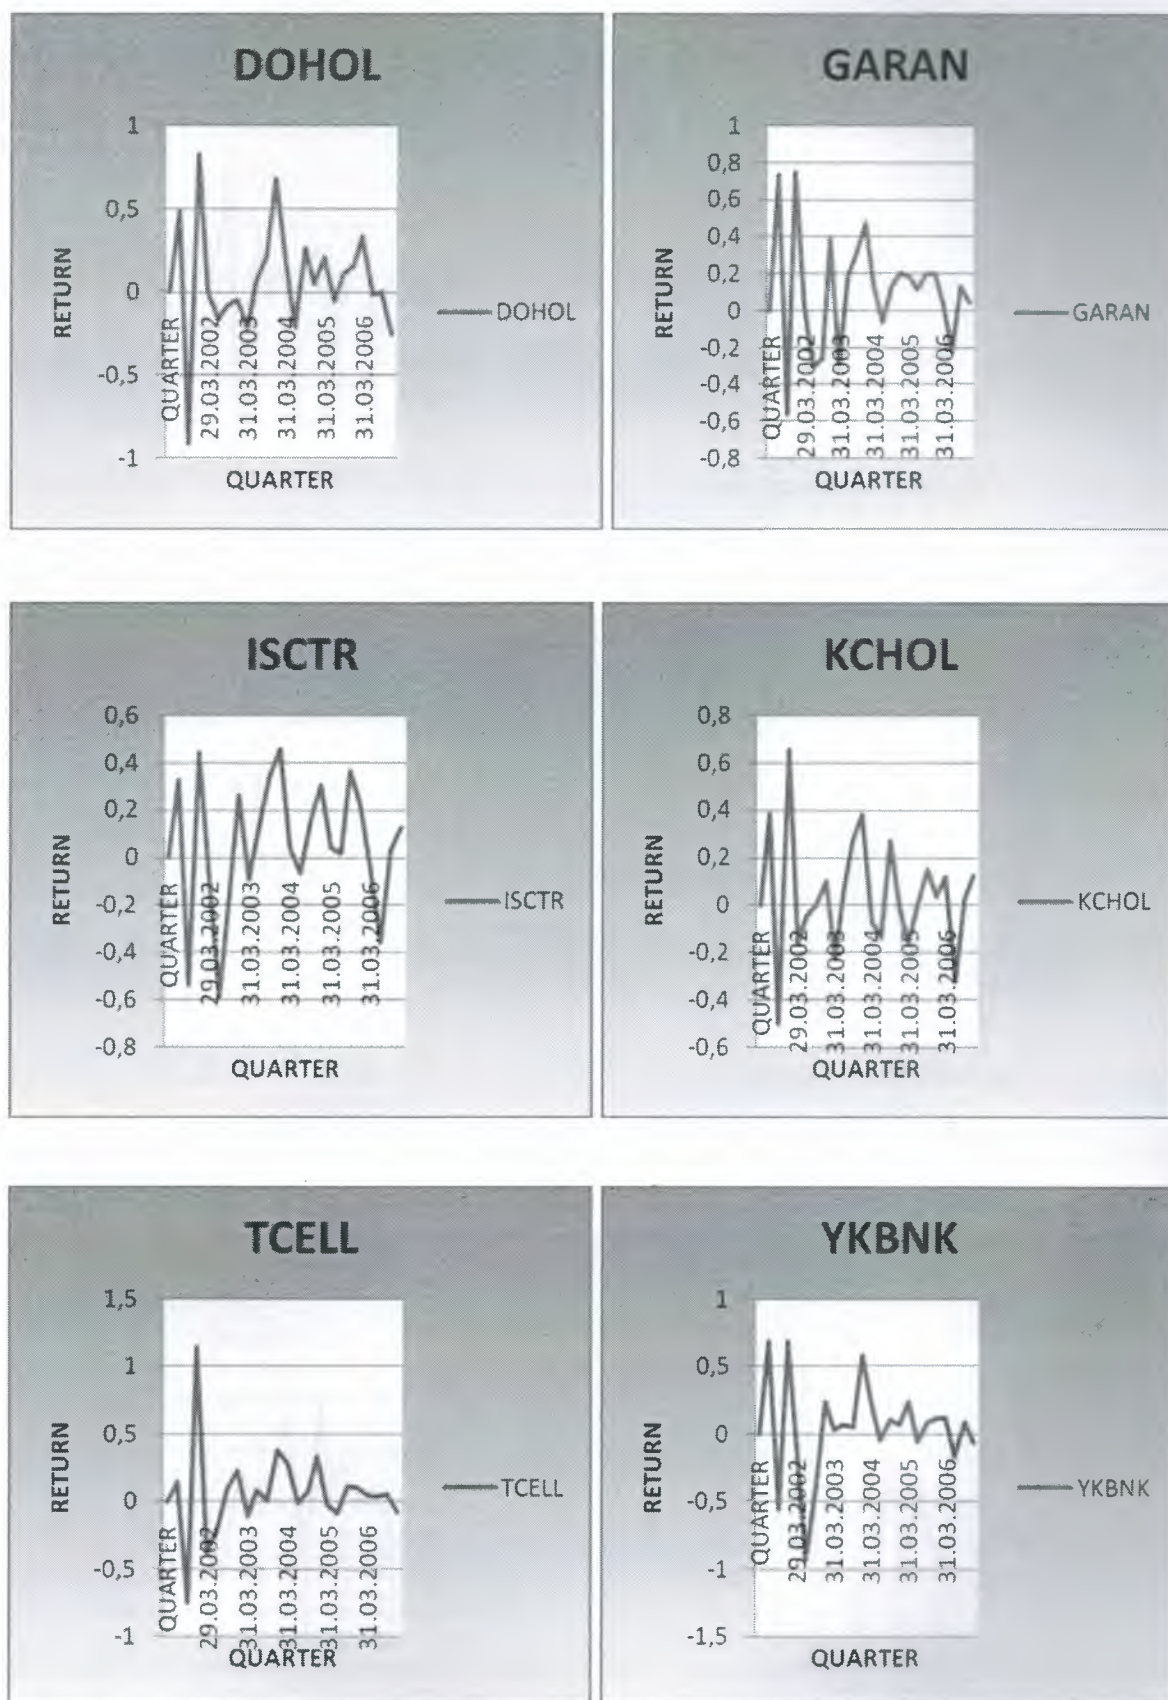 DOHOL
1
0,5
0
-0,5
-1
RETURN
QUARTER
29.03.2002
31.03.2003
31.03.2004
31.03.2005
31.03.2006
QUARTER
DOHOL
GARAN
1
0,8
0,6
0,4
0,2
0
-0,2
-0,4
-0,6
-0,8
RETURN
QUARTER
29.03.2002
31.03.2003
31.03.2004
31.03.2005
31.03.2006
QUARTER
GARAN
ISCTR
0,6
0,4
0,2
0
-0,2
-0,4
-0,6
-0,8
RETURN
QUARTER
29.03.2002
31.03.2003
31.03.2004
31.03.2005
31.03.2006
QUARTER
ISCTR
KCHOL
0,8
0,6
0,4
0,2
0
-0,2
-0,4
-0,6
RETURN
QUARTER
29.03.2002
31.03.2003
31.03.2004
31.03.2005
31.03.2006
QUARTER
KCHOL
TCELL
1,5
1
0,5
0
-0,5
-1
RETURN
QUARTER
29.03.2002
31.03.2003
31.03.2004
31.03.2005
31.03.2006
QUARTER
TCELL
YKBNK
1
0,5
0
-0,5
-1
-1,5
RETURN
QUARTER
29.03.2002
31.03.2003
31.03.2004
31.03.2005
31.03.2006
QUARTER
YKBNK